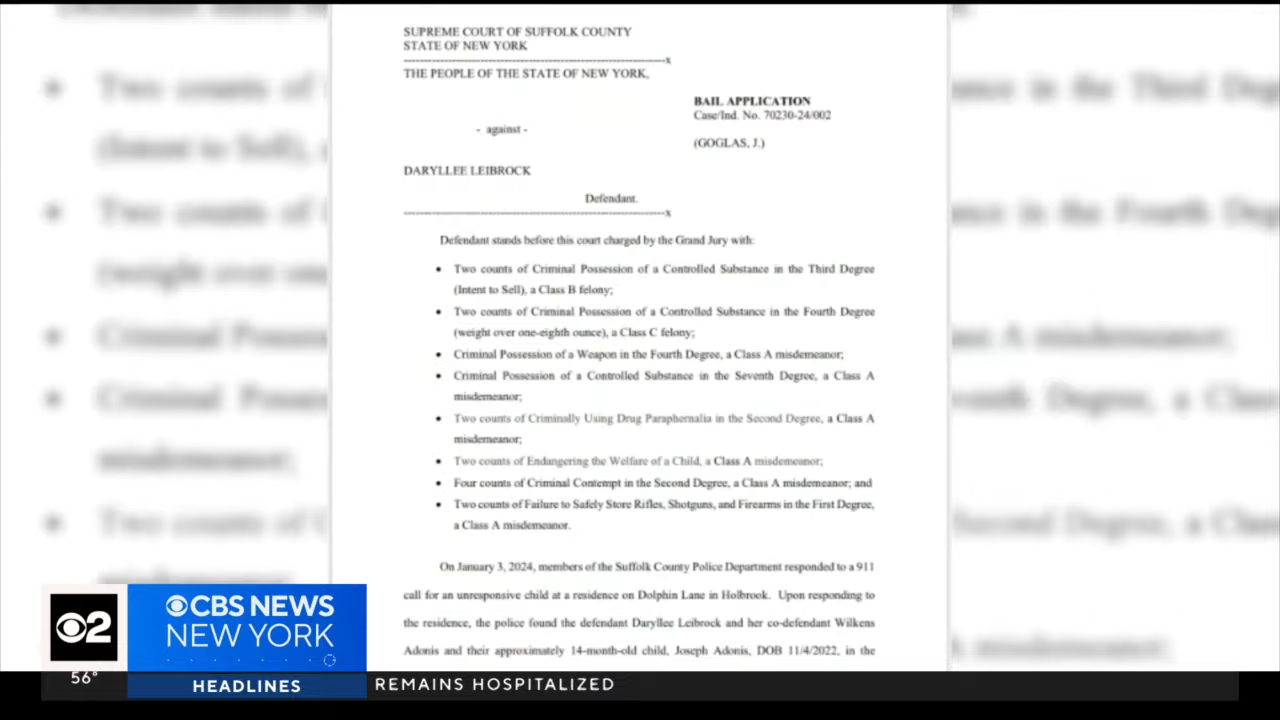 SUPREME COURT OF SUFFOLK COUNTY
STATE OF NEW YORK
------------------------------------------------------------------x
THE PEOPLE OF THE STATE OF NEW YORK,
BAIL APPLICATION
Case/Ind. No. 70230-24/002
- against -
(GOGLAS, J.)
DARYLLEE LEIBROCK
Defendant.
------------------------------------------------------------------x
Defendant stands before this court charged by the Grand Jury with:
• Two counts of Criminal Possession of a Controlled Substance in the Third Degree
(Intent to Sell), a Class B felony;
• Two counts of Criminal Possession of a Controlled Substance in the Fourth Degree
(weight over one-eighth ounce), a Class C felony;
• Criminal Possession of a Weapon in the Fourth Degree, a Class A misdemeanor;
• Criminal Possession of a Controlled Substance in the Seventh Degree, a Class A
misdemeanor;
• Two counts of Criminally Using Drug Paraphernalia in the Second Degree, a Class A
misdemeanor;
• Two counts of Endangering the Welfare of a Child, a Class A misdemeanor;
• Four counts of Criminal Contempt in the Second Degree, a Class A misdemeanor; and
• Two counts of Failure to Safely Store Rifles, Shotguns, and Firearms in the First Degree,
a Class A misdemeanor.
On January 3, 2024, members of the Suffolk County Police Department responded to a 911
call for an unresponsive child at a residence on Dolphin Lane in Holbrook. Upon responding to
the residence, the police found the defendant Daryllee Leibrock and her co-defendant Wilkens
Adonis and their approximately 14-month-old child, Joseph Adonis, DOB 11/4/2022, in the
2
CBS NEWS
NEW YORK
56°
HEADLINES
REMAINS HOSPITALIZED